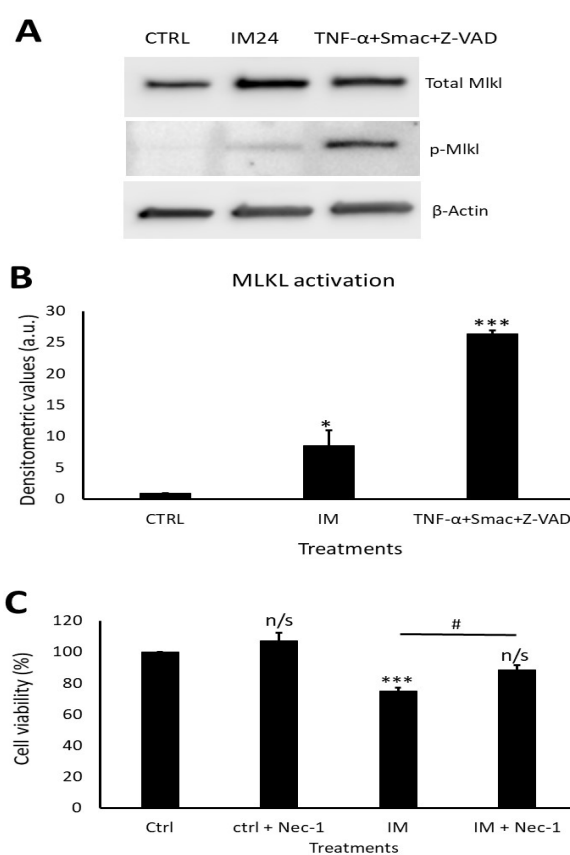 A
CTRL IM24 TNF-α+Smac+Z-VAD
Total Mlkl
p-Mlkl
β-Actin
B
MLKL activation
Densitometric values (a.u.)
30
25
20
15
10
5
0
*
***
CTRL IM TNF-α+Smac+Z-VAD
Treatments
C
Cell viability (%)
120
100
80
60
40
20
0
n/s
***
#
n/s
Ctrl ctrl + Nec-1 IM IM + Nec-1
Treatments